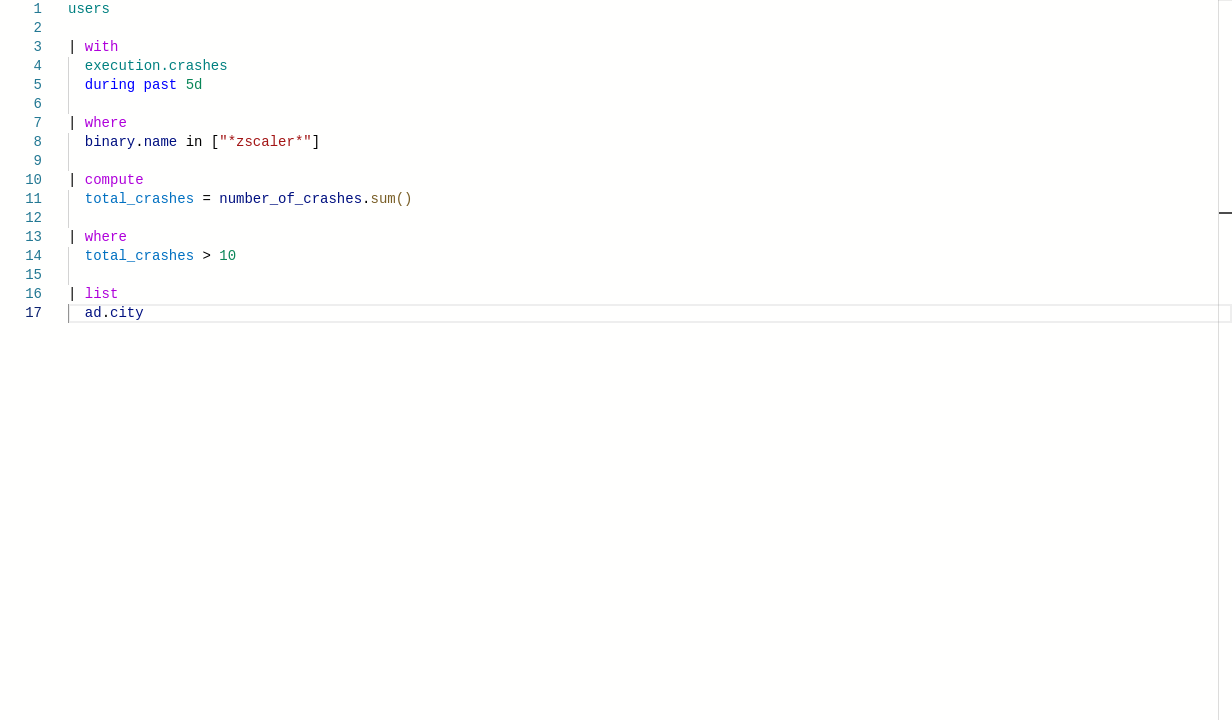 1 users
2
3 | with
4 execution.crashes
5 during past 5d
6
7 | where
8 binary.name in ["*zscaler*"]
9
10 | compute
11 total_crashes = number_of_crashes.sum()
12
13 | where
14 total_crashes > 10
15
16 | list
17 ad.city